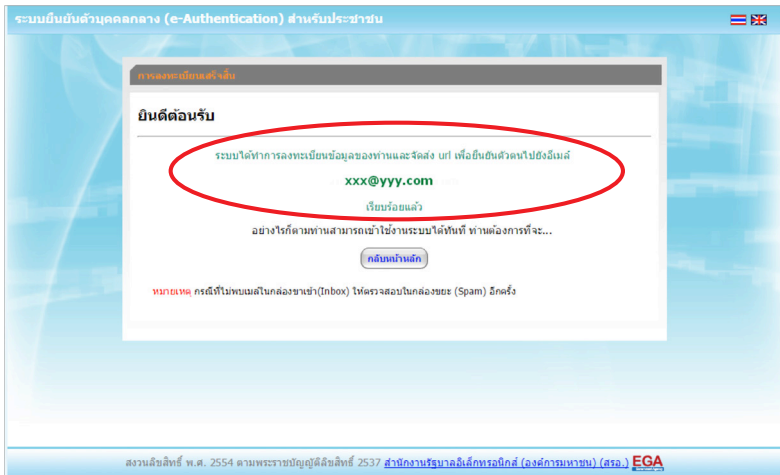 ระบบยืนยันตัวบุคคลกลาง (e-Authentication) สำหรับประชาชน
การลงทะเบียนเสร็จสิ้น
ยินดีต้อนรับ
ระบบได้ทำการลงทะเบียนข้อมูลของท่านและจัดส่ง url เพื่อยืนยันตัวตนไปยังอีเมล์
xxx@yyy.com
เรียบร้อยแล้ว
อย่างไรก็ตามท่านสามารถเข้าใช้งานระบบได้ทันที ท่านต้องการที่จะ...
กลับหน้าหลัก
หมายเหตุ กรณีที่ไม่พบเมลในกล่องขาเข้า(Inbox) ให้ตรวจสอบในกล่องขยะ (Spam) อีกครั้ง
สงวนลิขสิทธิ์ พ.ศ. 2554 ตามพระราชบัญญัติลิขสิทธิ์ 2537 สำนักงานรัฐบาลอิเล็กทรอนิกส์ (องค์การมหาชน) (สรอ.) EGA